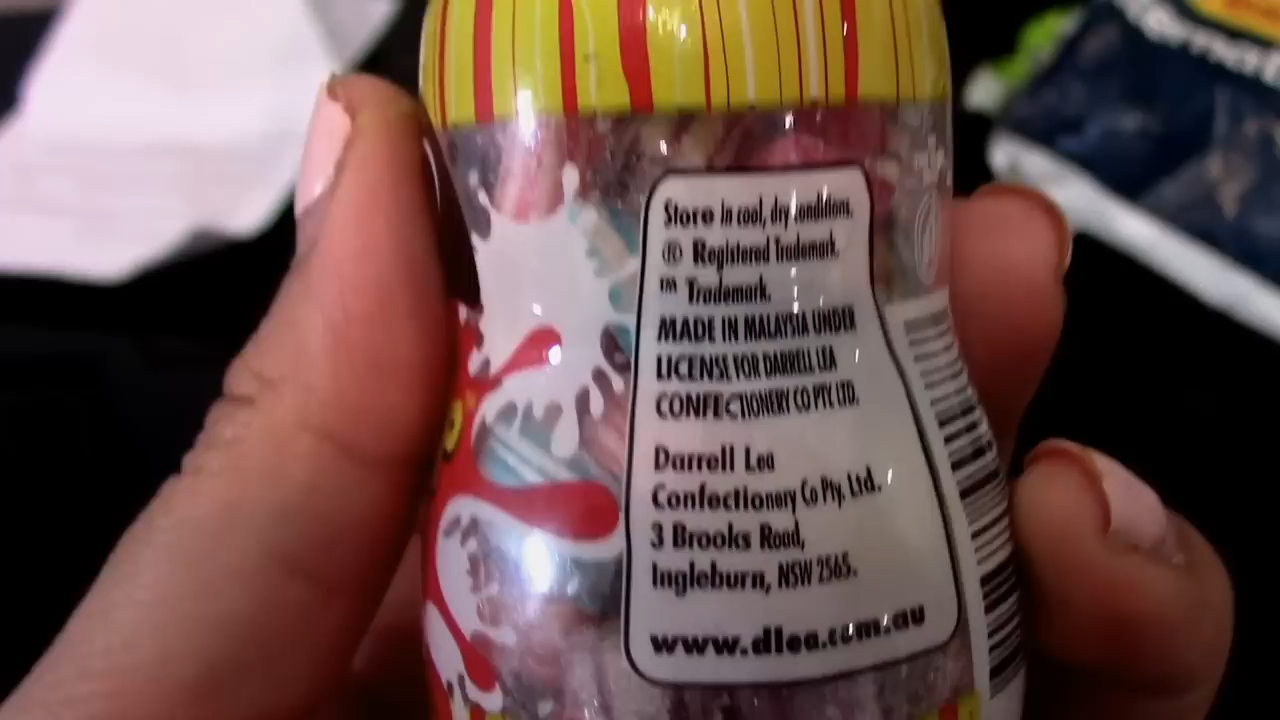 Store in cool, dry conditions.
® Registered Trademark.
™ Trademark.
MADE IN MALAYSIA UNDER
LICENSE FOR DARRELL LEA
CONFECTIONERY CO PTY. LTD.
Darrell Lea
Confectionery Co Pty. Ltd.
3 Brooks Road,
Ingleburn, NSW 2565.
www.dlea.com.au